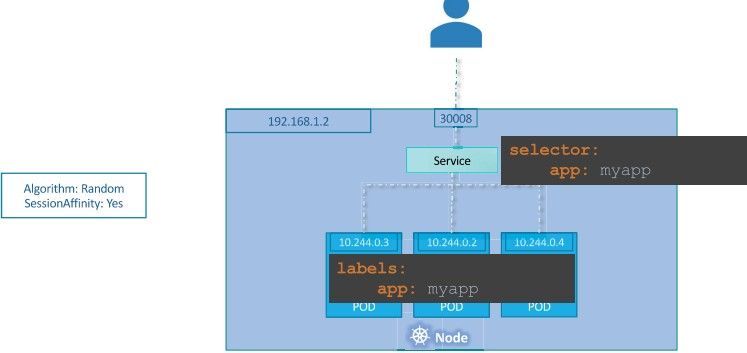 192.168.1.2
30008
Service
selector:
app: myapp
Algorithm: Random
SessionAffinity: Yes
10.244.0.3
10.244.0.2
10.244.0.4
labels:
app: myapp
POD
POD
POD
Node